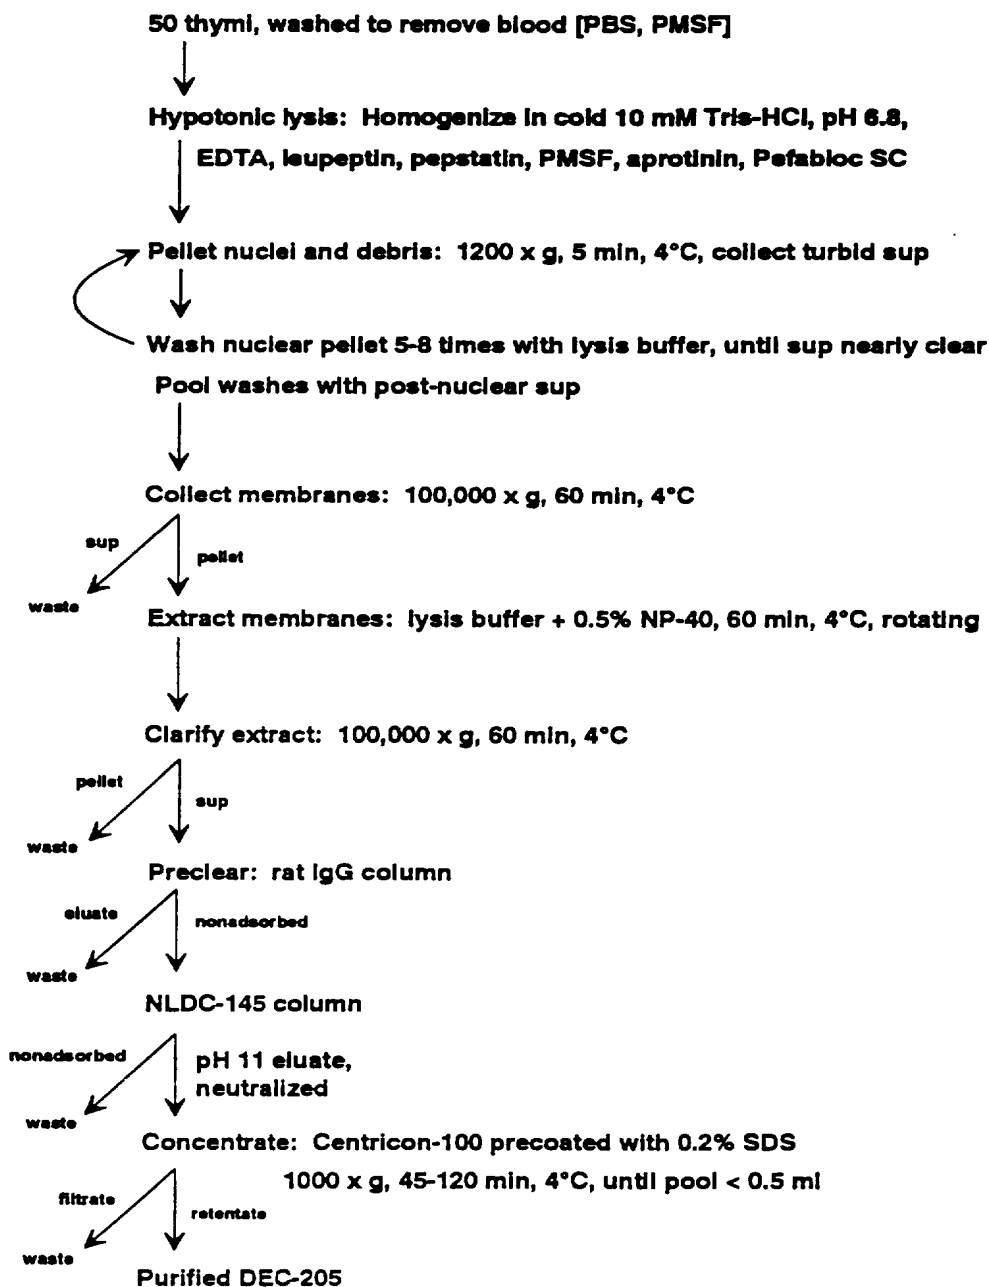 50 thymi, washed to remove blood [PBS, PMSF]
Hypotonic lysis: Homogenize in cold 10 mM Tris-HCl, pH 6.8,
EDTA, leupeptin, pepstatin, PMSF, aprotinin, Pefabloc SC
Pellet nuclei and debris: 1200 x g, 5 min, 4°C, collect turbid sup
Wash nuclear pellet 5-8 times with lysis buffer, until sup nearly clear
Pool washes with post-nuclear sup
Collect membranes: 100,000 x g, 60 min, 4°C
sup
pellet
waste
Extract membranes: lysis buffer + 0.5% NP-40, 60 min, 4°C, rotating
Clarify extract: 100,000 x g, 60 min, 4°C
pellet
sup
waste
Preclear: rat IgG column
eluate
nonadsorbed
waste
NLDC-145 column
nonadsorbed
pH 11 eluate,
neutralized
waste
Concentrate: Centricon-100 precoated with 0.2% SDS
1000 x g, 45-120 min, 4°C, until pool < 0.5 ml
filtrate
retentate
waste
Purified DEC-205